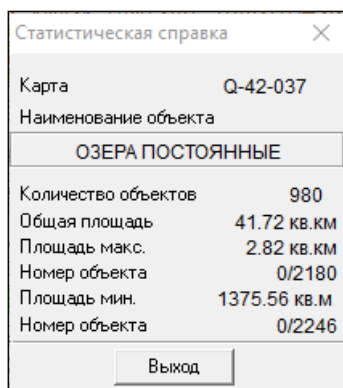 Статистическая справка
Карта Q-42-037
Наименование объекта
ОЗЕРА ПОСТОЯННЫЕ
Количество объектов 980
Общая площадь 41.72 кв.км
Площадь макс. 2.82 кв.км
Номер объекта 0/2180
Площадь мин. 1375.56 кв.м
Номер объекта 0/2246
Выход